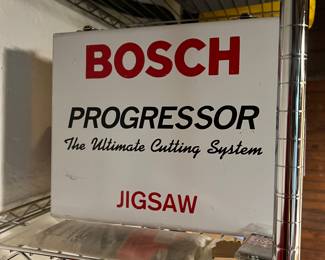 BOSCH
PROGRESSOR
The Ultimate Cutting System
JIGSAW